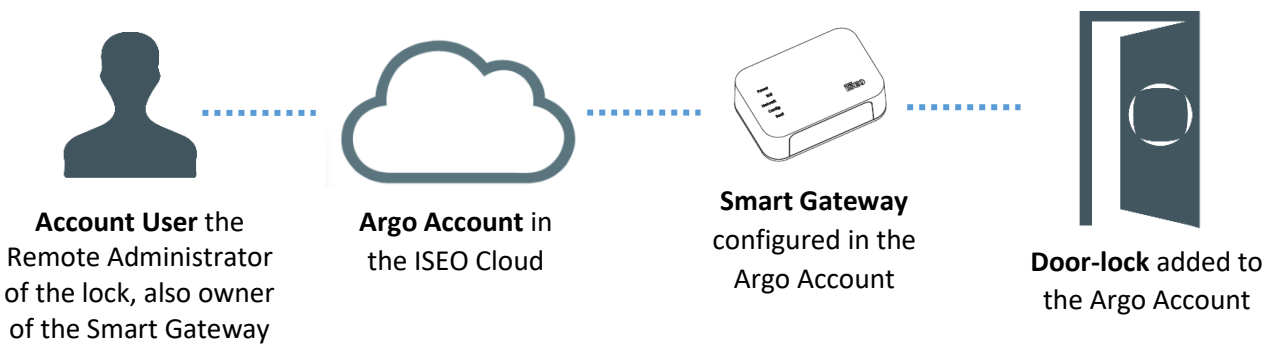 Account User the
Remote Administrator
of the lock, also owner
of the Smart Gateway
Argo Account in
the ISEO Cloud
Smart Gateway
configured in the
Argo Account
Door-lock added to
the Argo Account